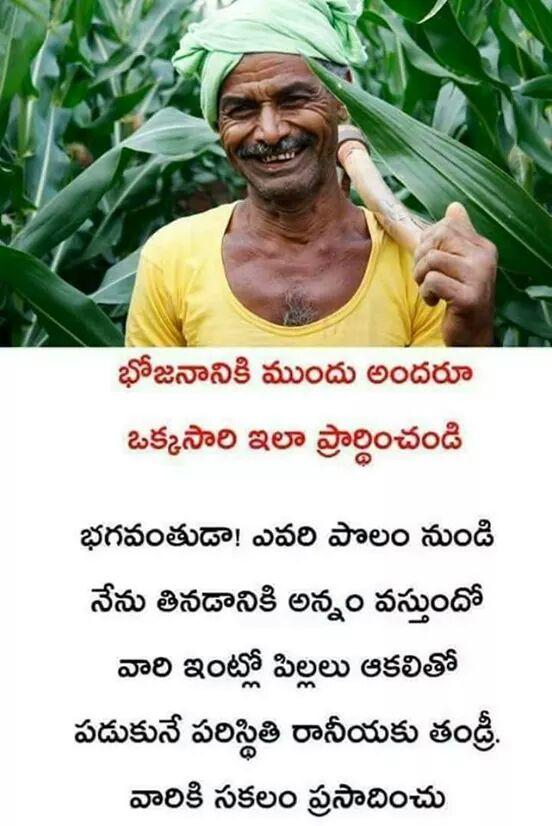 భోజనానికి ముందు అందరూ
ఒక్కసారి ఇలా ప్రార్థించండి
భగవంతుడా! ఎవరి పొలం నుండి
నేను తినడానికి అన్నం వస్తుందో
వారి ఇంట్లో పిల్లలు ఆకలితో
పడుకునే పరిస్థితి రానీయకు తండ్రీ.
వారికి సకలం ప్రసాదించు